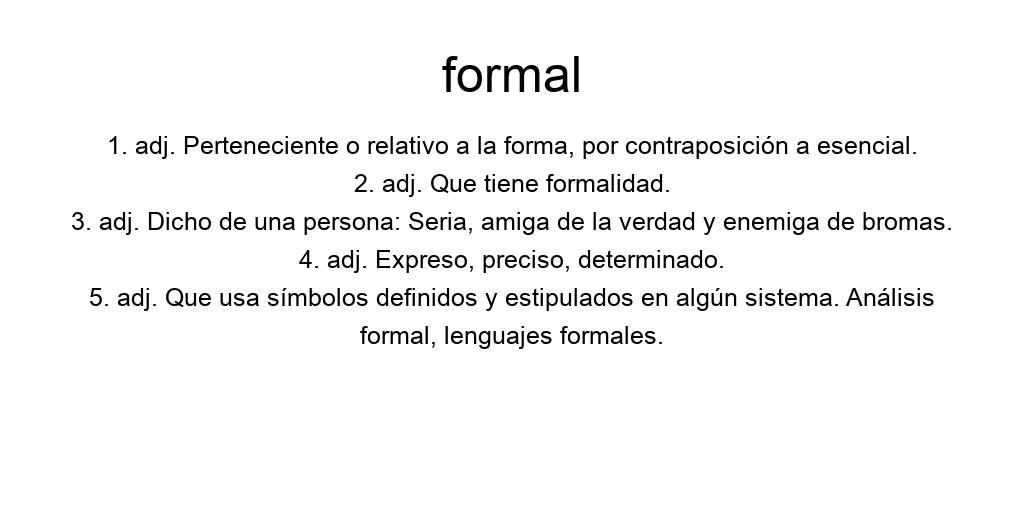 formal
1. adj. Perteneciente o relativo a la forma, por contraposición a esencial.
2. adj. Que tiene formalidad.
3. adj. Dicho de una persona: Seria, amiga de la verdad y enemiga de bromas.
4. adj. Expreso, preciso, determinado.
5. adj. Que usa símbolos definidos y estipulados en algún sistema. Análisis
formal, lenguajes formales.